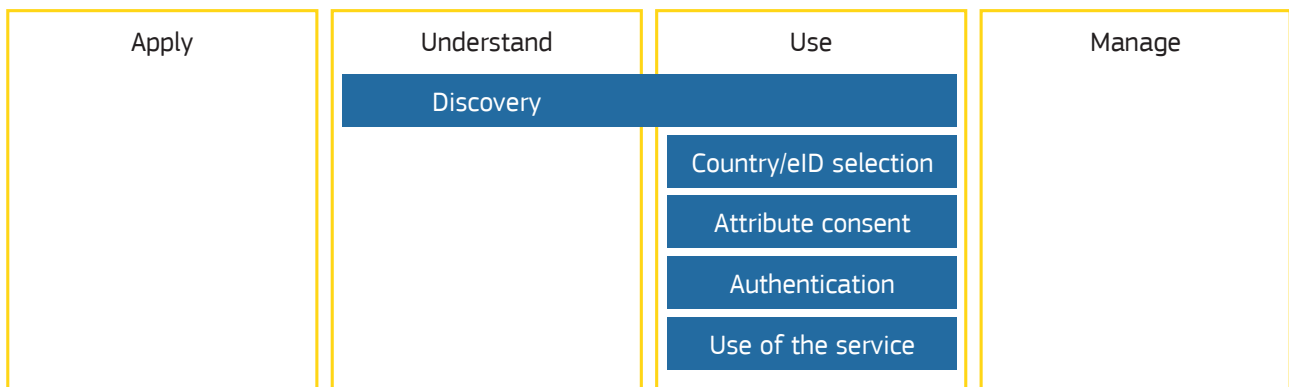 Apply
Understand
Use
Manage
Discovery
Country/eID selection
Attribute consent
Authentication
Use of the service